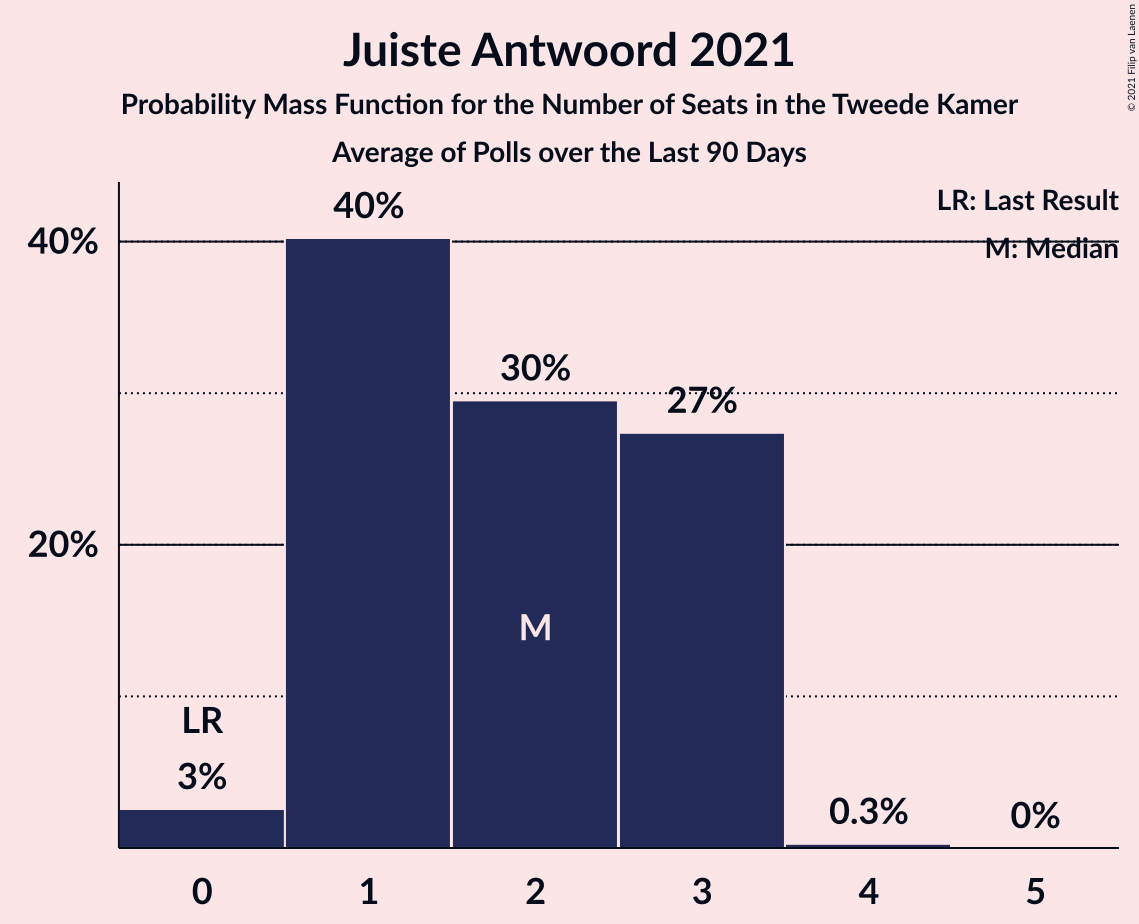 Juiste Antwoord 2021
Probability Mass Function for the Number of Seats in the Tweede Kamer
Average of Polls over the Last 90 Days
© 2021 Filip van Laenen
LR: Last Result
M: Median
40%
20%
40%
30%
27%
M
LR
3%
0.3%
0%
0 1 2 3 4 5